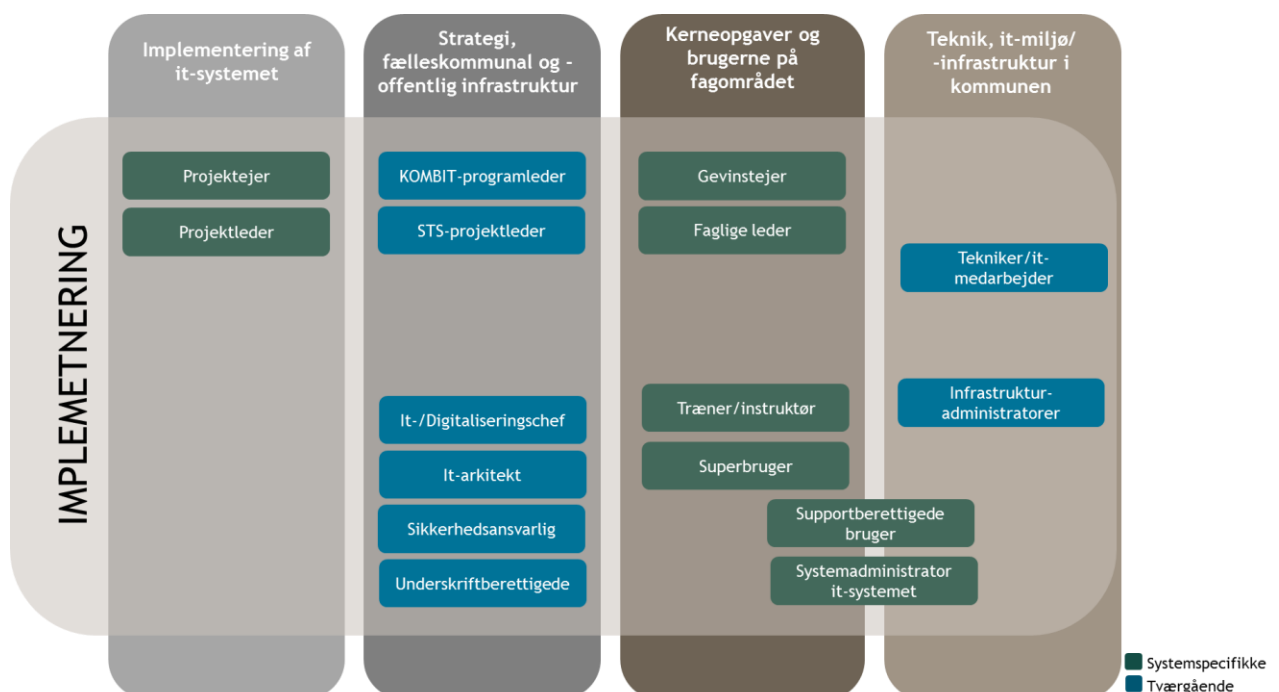 Implementering af
it-systemet
Strategi,
fælleskommunal og -
offentlig infrastruktur
Kerneopgaver og
brugerne på
fagområdet
Teknik, it-miljø/
-infrastruktur i
kommunen
IMPLEMETNERING
Projektejer
Projektleder
KOMBIT-programleder
STS-projektleder
It-/Digitaliseringschef
It-arkitekt
Sikkerhedsansvarlig
Underskriftberettigede
Gevinstejer
Faglige leder
Træner/instruktør
Superbruger
Supportberettigede
bruger
Systemadministrator
it-systemet
Tekniker/it-
medarbejder
Infrastruktur-
administratorer
Systemspecifikke
Tværgående